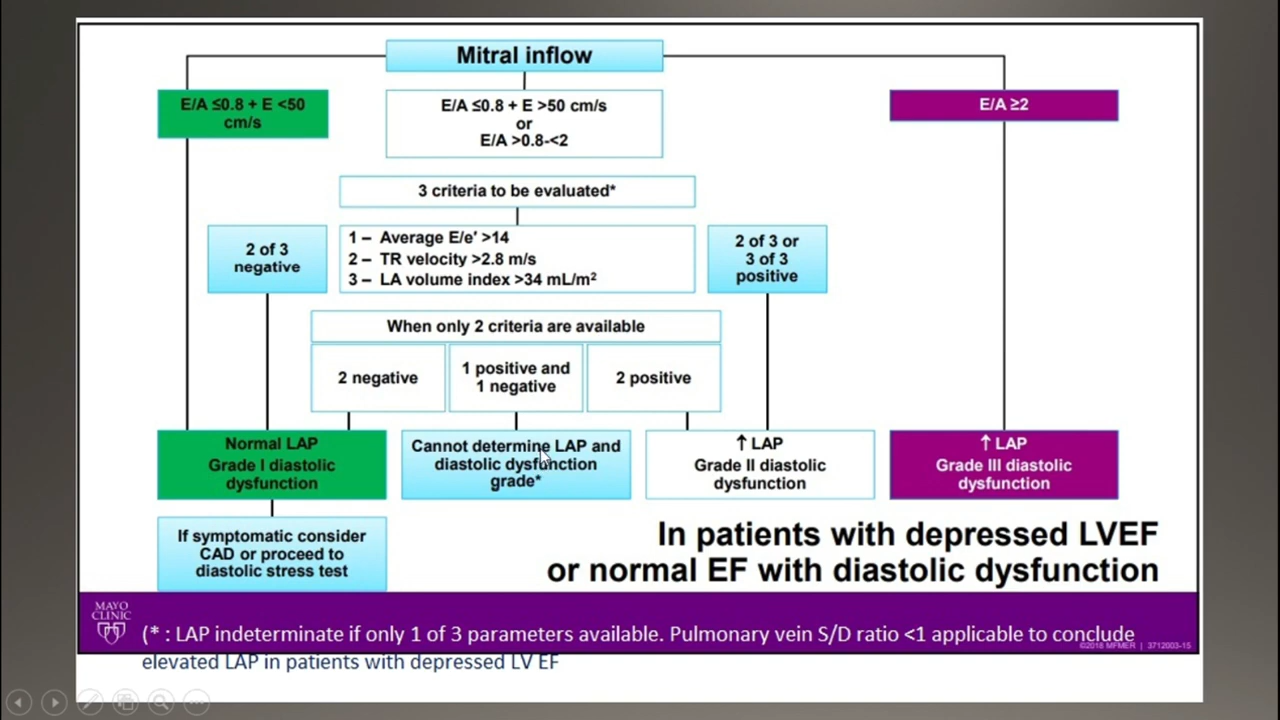 Mitral inflow
E/A ≤0.8 + E <50
cm/s
E/A ≤0.8 + E >50 cm/s
or
E/A >0.8-<2
E/A ≥2
3 criteria to be evaluated*
2 of 3
negative
1 – Average E/e′ >14
2 – TR velocity >2.8 m/s
3 – LA volume index >34 mL/m²
2 of 3 or
3 of 3
positive
When only 2 criteria are available
2 negative
1 positive and
1 negative
2 positive
Normal LAP
Grade I diastolic
dysfunction
Cannot determine LAP and
diastolic dysfunction
grade*
↑ LAP
Grade II diastolic
dysfunction
↑ LAP
Grade III diastolic
dysfunction
If symptomatic consider
CAD or proceed to
diastolic stress test
In patients with depressed LVEF
or normal EF with diastolic dysfunction
MAYO
CLINIC
(* : LAP indeterminate if only 1 of 3 parameters available. Pulmonary vein S/D ratio <1 applicable to conclude
elevated LAP in patients with depressed LV EF
©2018 MFMER | 3712003-15